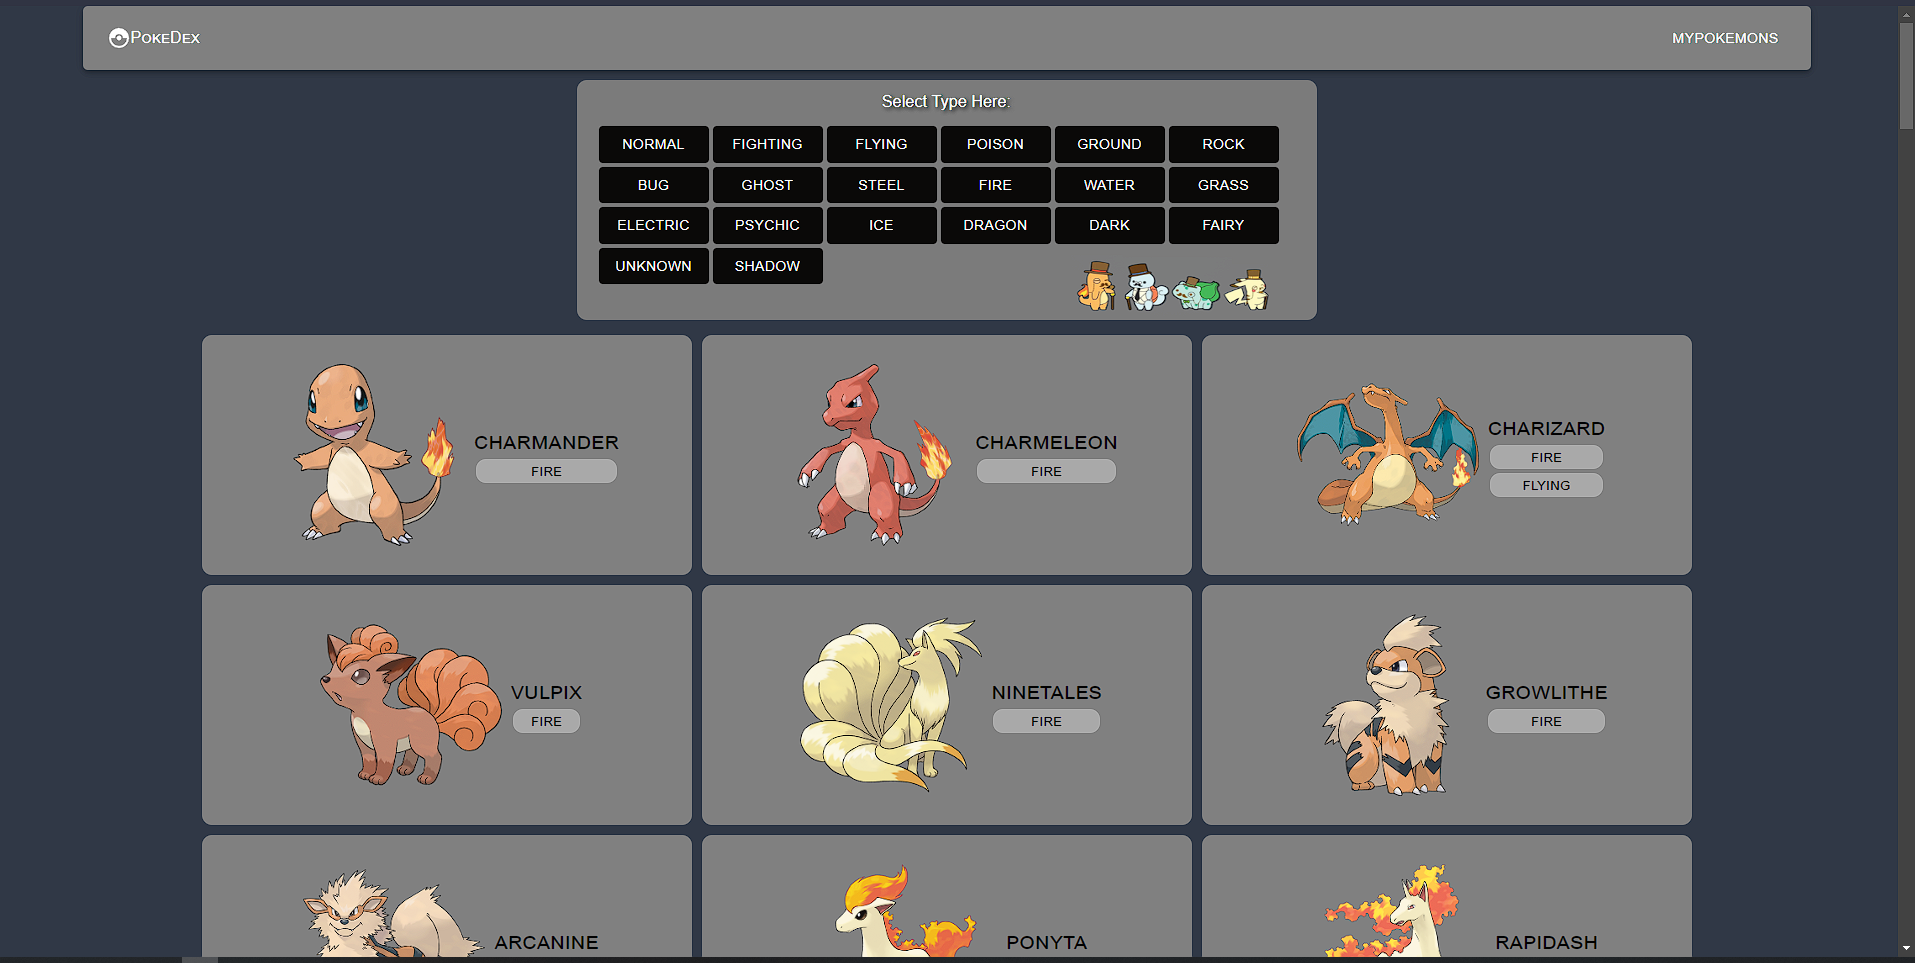 PokeDex
MYPOKEMONS
Select Type Here:
NORMAL FIGHTING FLYING POISON GROUND ROCK
BUG GHOST STEEL FIRE WATER GRASS
ELECTRIC PSYCHIC ICE DRAGON DARK FAIRY
UNKNOWN SHADOW
CHARMANDER
FIRE
CHARMELEON
FIRE
CHARIZARD
FIRE
FLYING
VULPIX
FIRE
NINETALES
FIRE
GROWLITHE
FIRE
ARCANINE
PONYTA
RAPIDASH